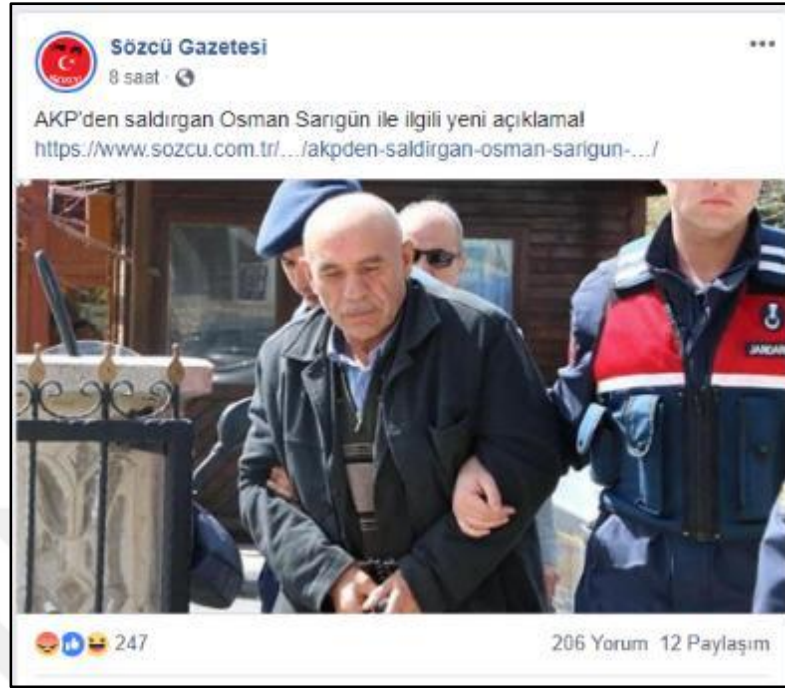 Sözcü Gazetesi
8 saat ·
AKP'den saldırgan Osman Sarıgün ile ilgili yeni açıklama!
https://www.sozcu.com.tr/.../akpden-saldirgan-osman-sarigun-.../
JANDARMA
247
206 Yorum 12 Paylaşım